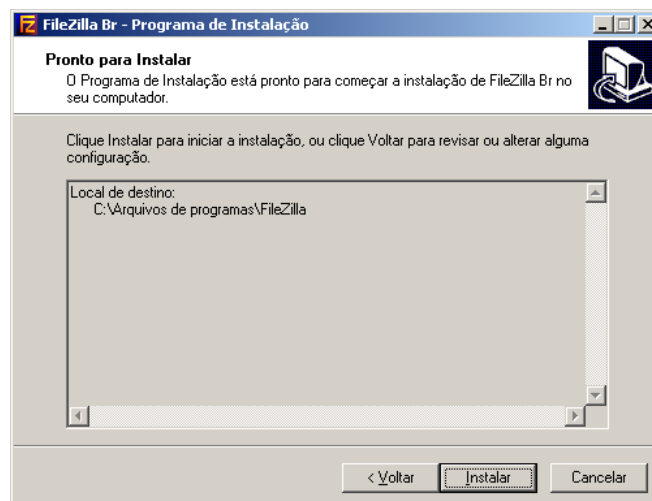 FileZilla Br - Programa de Instalação
Pronto para Instalar
O Programa de Instalação está pronto para começar a instalação de FileZilla Br no
seu computador.
Clique Instalar para iniciar a instalação, ou clique Voltar para revisar ou alterar alguma
configuração.
Local de destino:
C:\Arquivos de programas\FileZilla
< Voltar
Instalar
Cancelar